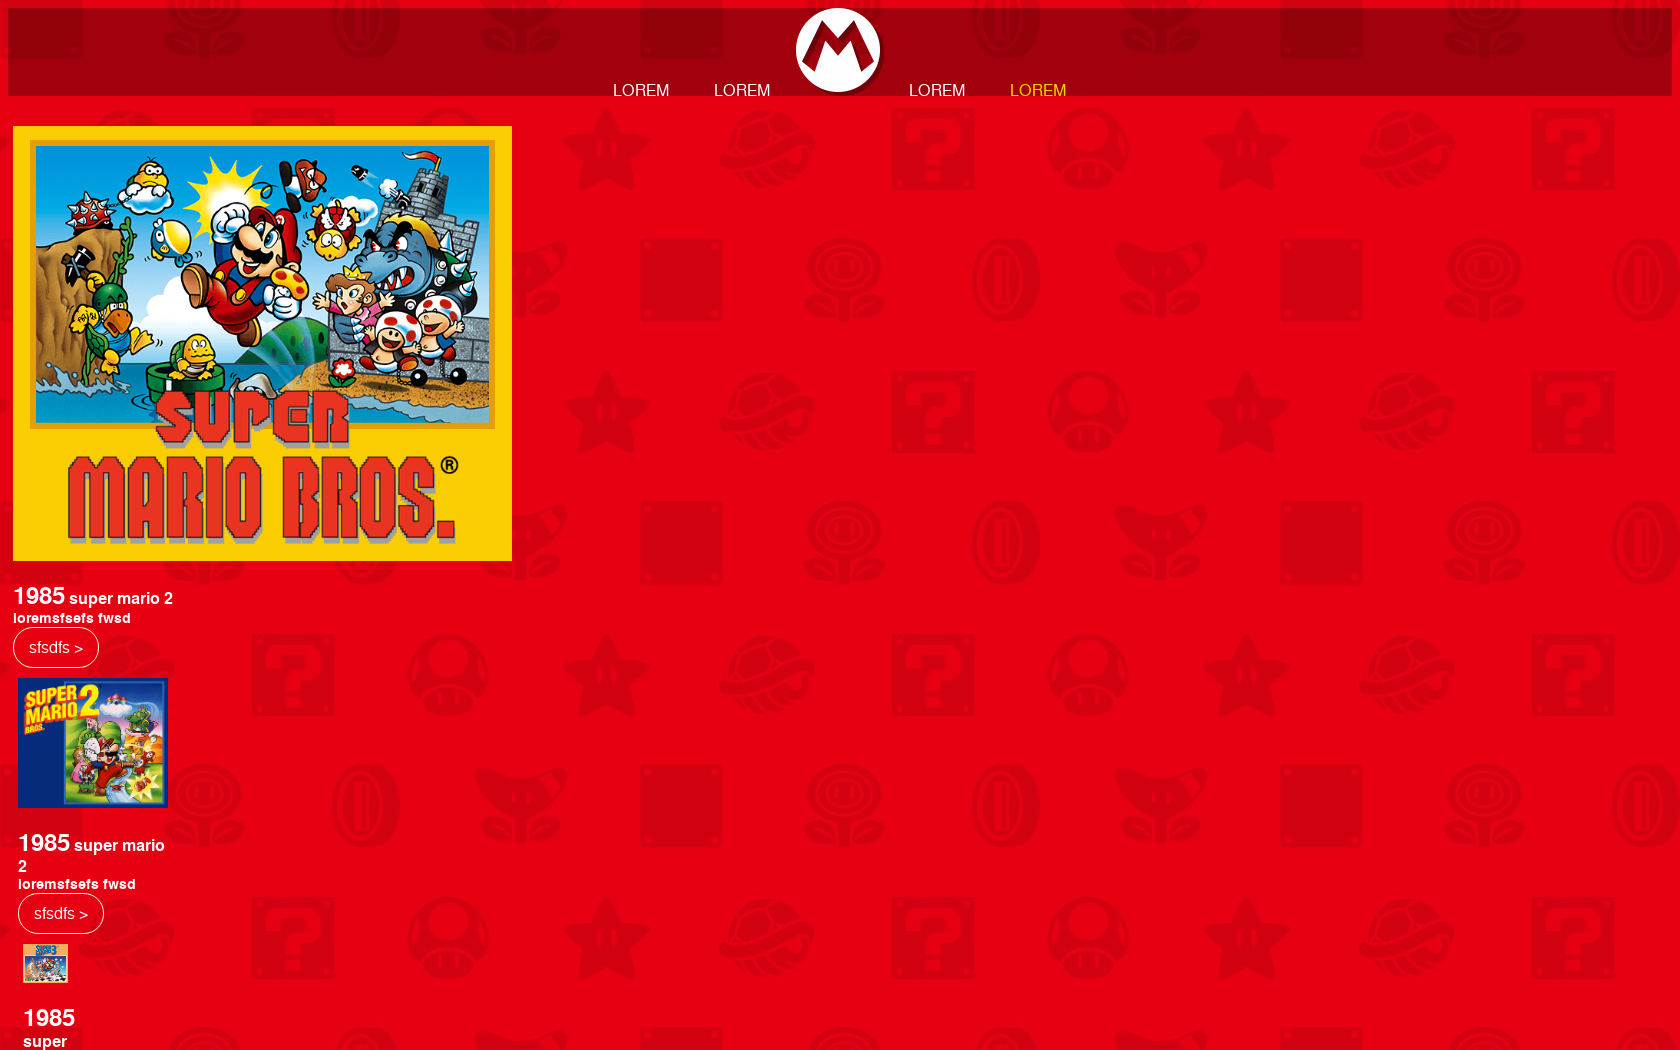 LOREM LOREM M LOREM LOREM
SUPER
MARIO BROS.®
1985 super mario 2
loremsfsefs fwsd
sfsdfs >
SUPER 2
MARIO
BROS.
1985 super mario
2
loremsfsefs fwsd
sfsdfs >
1985
super